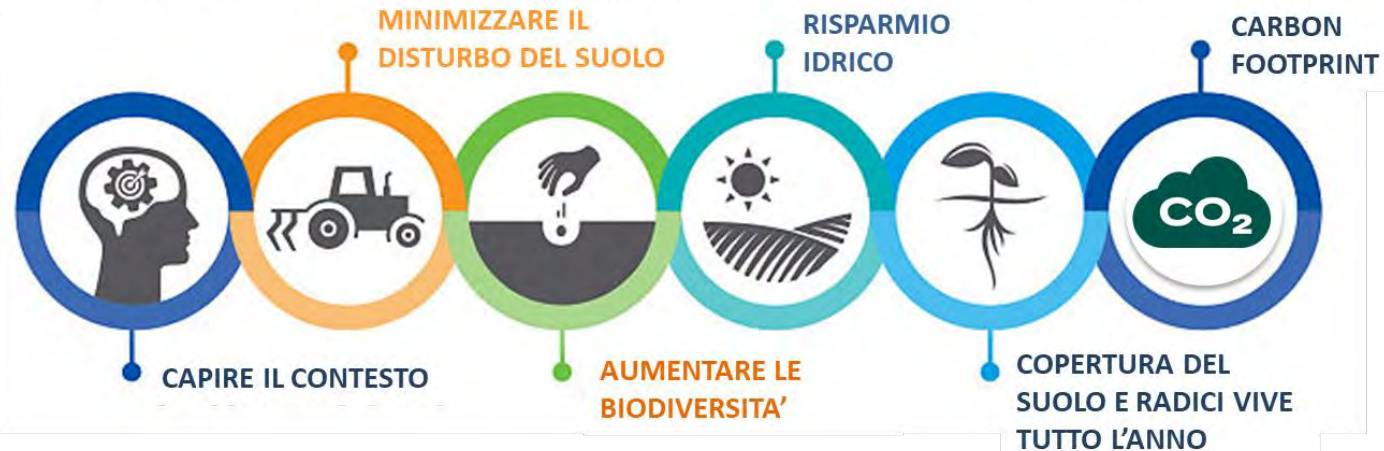 MINIMIZZARE IL
DISTURBO DEL SUOLO
RISPARMIO
IDRICO
CARBON
FOOTPRINT
CO₂
CAPIRE IL CONTESTO
AUMENTARE LE
BIODIVERSITA’
COPERTURA DEL
SUOLO E RADICI VIVE
TUTTO L’ANNO